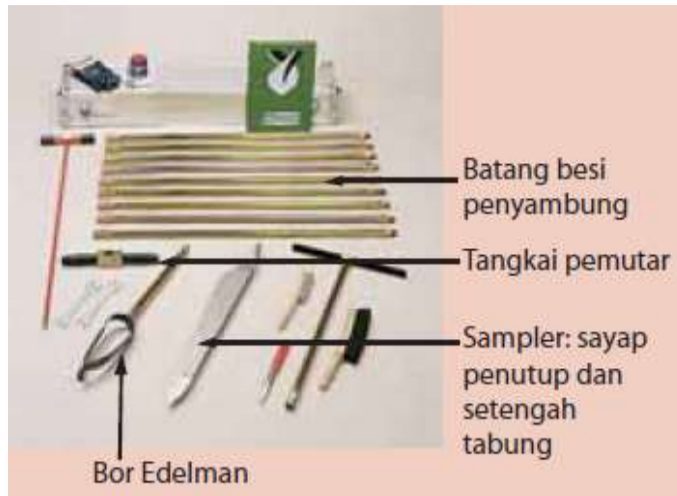 Batang besi
penyambung
Tangkai pemutar
Sampler: sayap
penutup dan
setengah
tabung
Bor Edelman